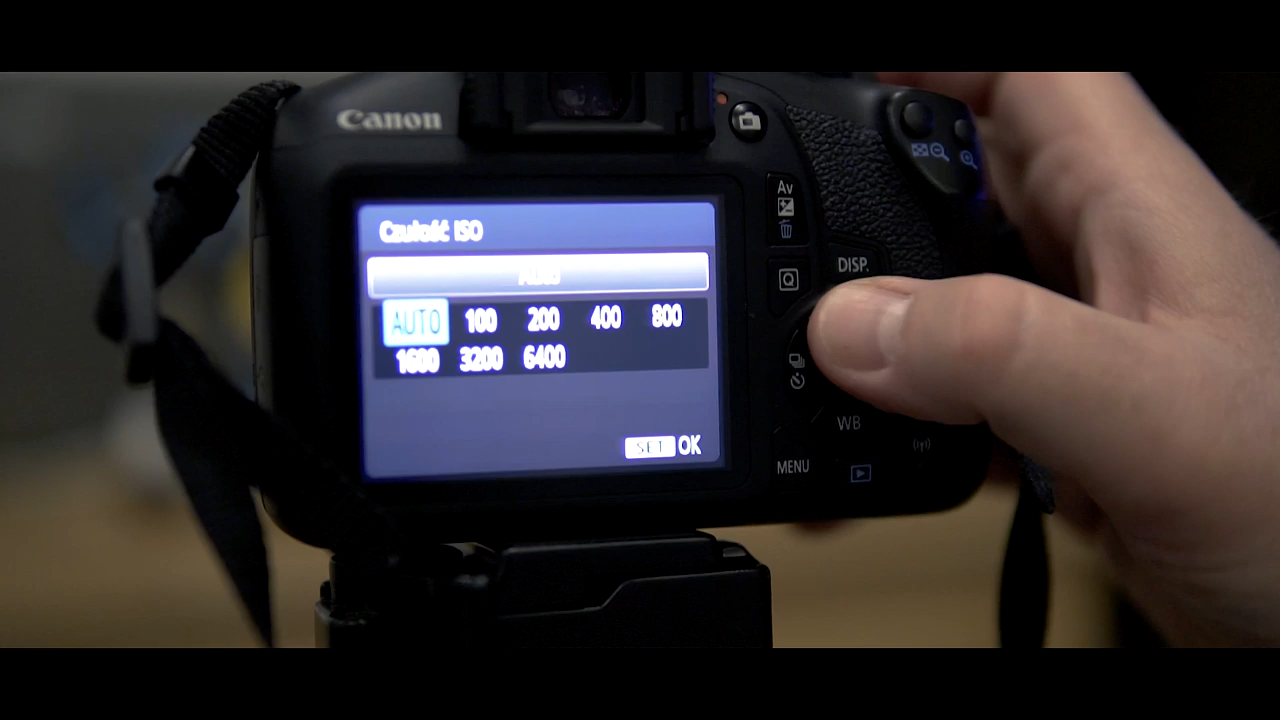 Canon
Czułość ISO
AUTO
AUTO 100 200 400 800
1600 3200 6400
SET OK
Av
Q
DISP.
WB
MENU